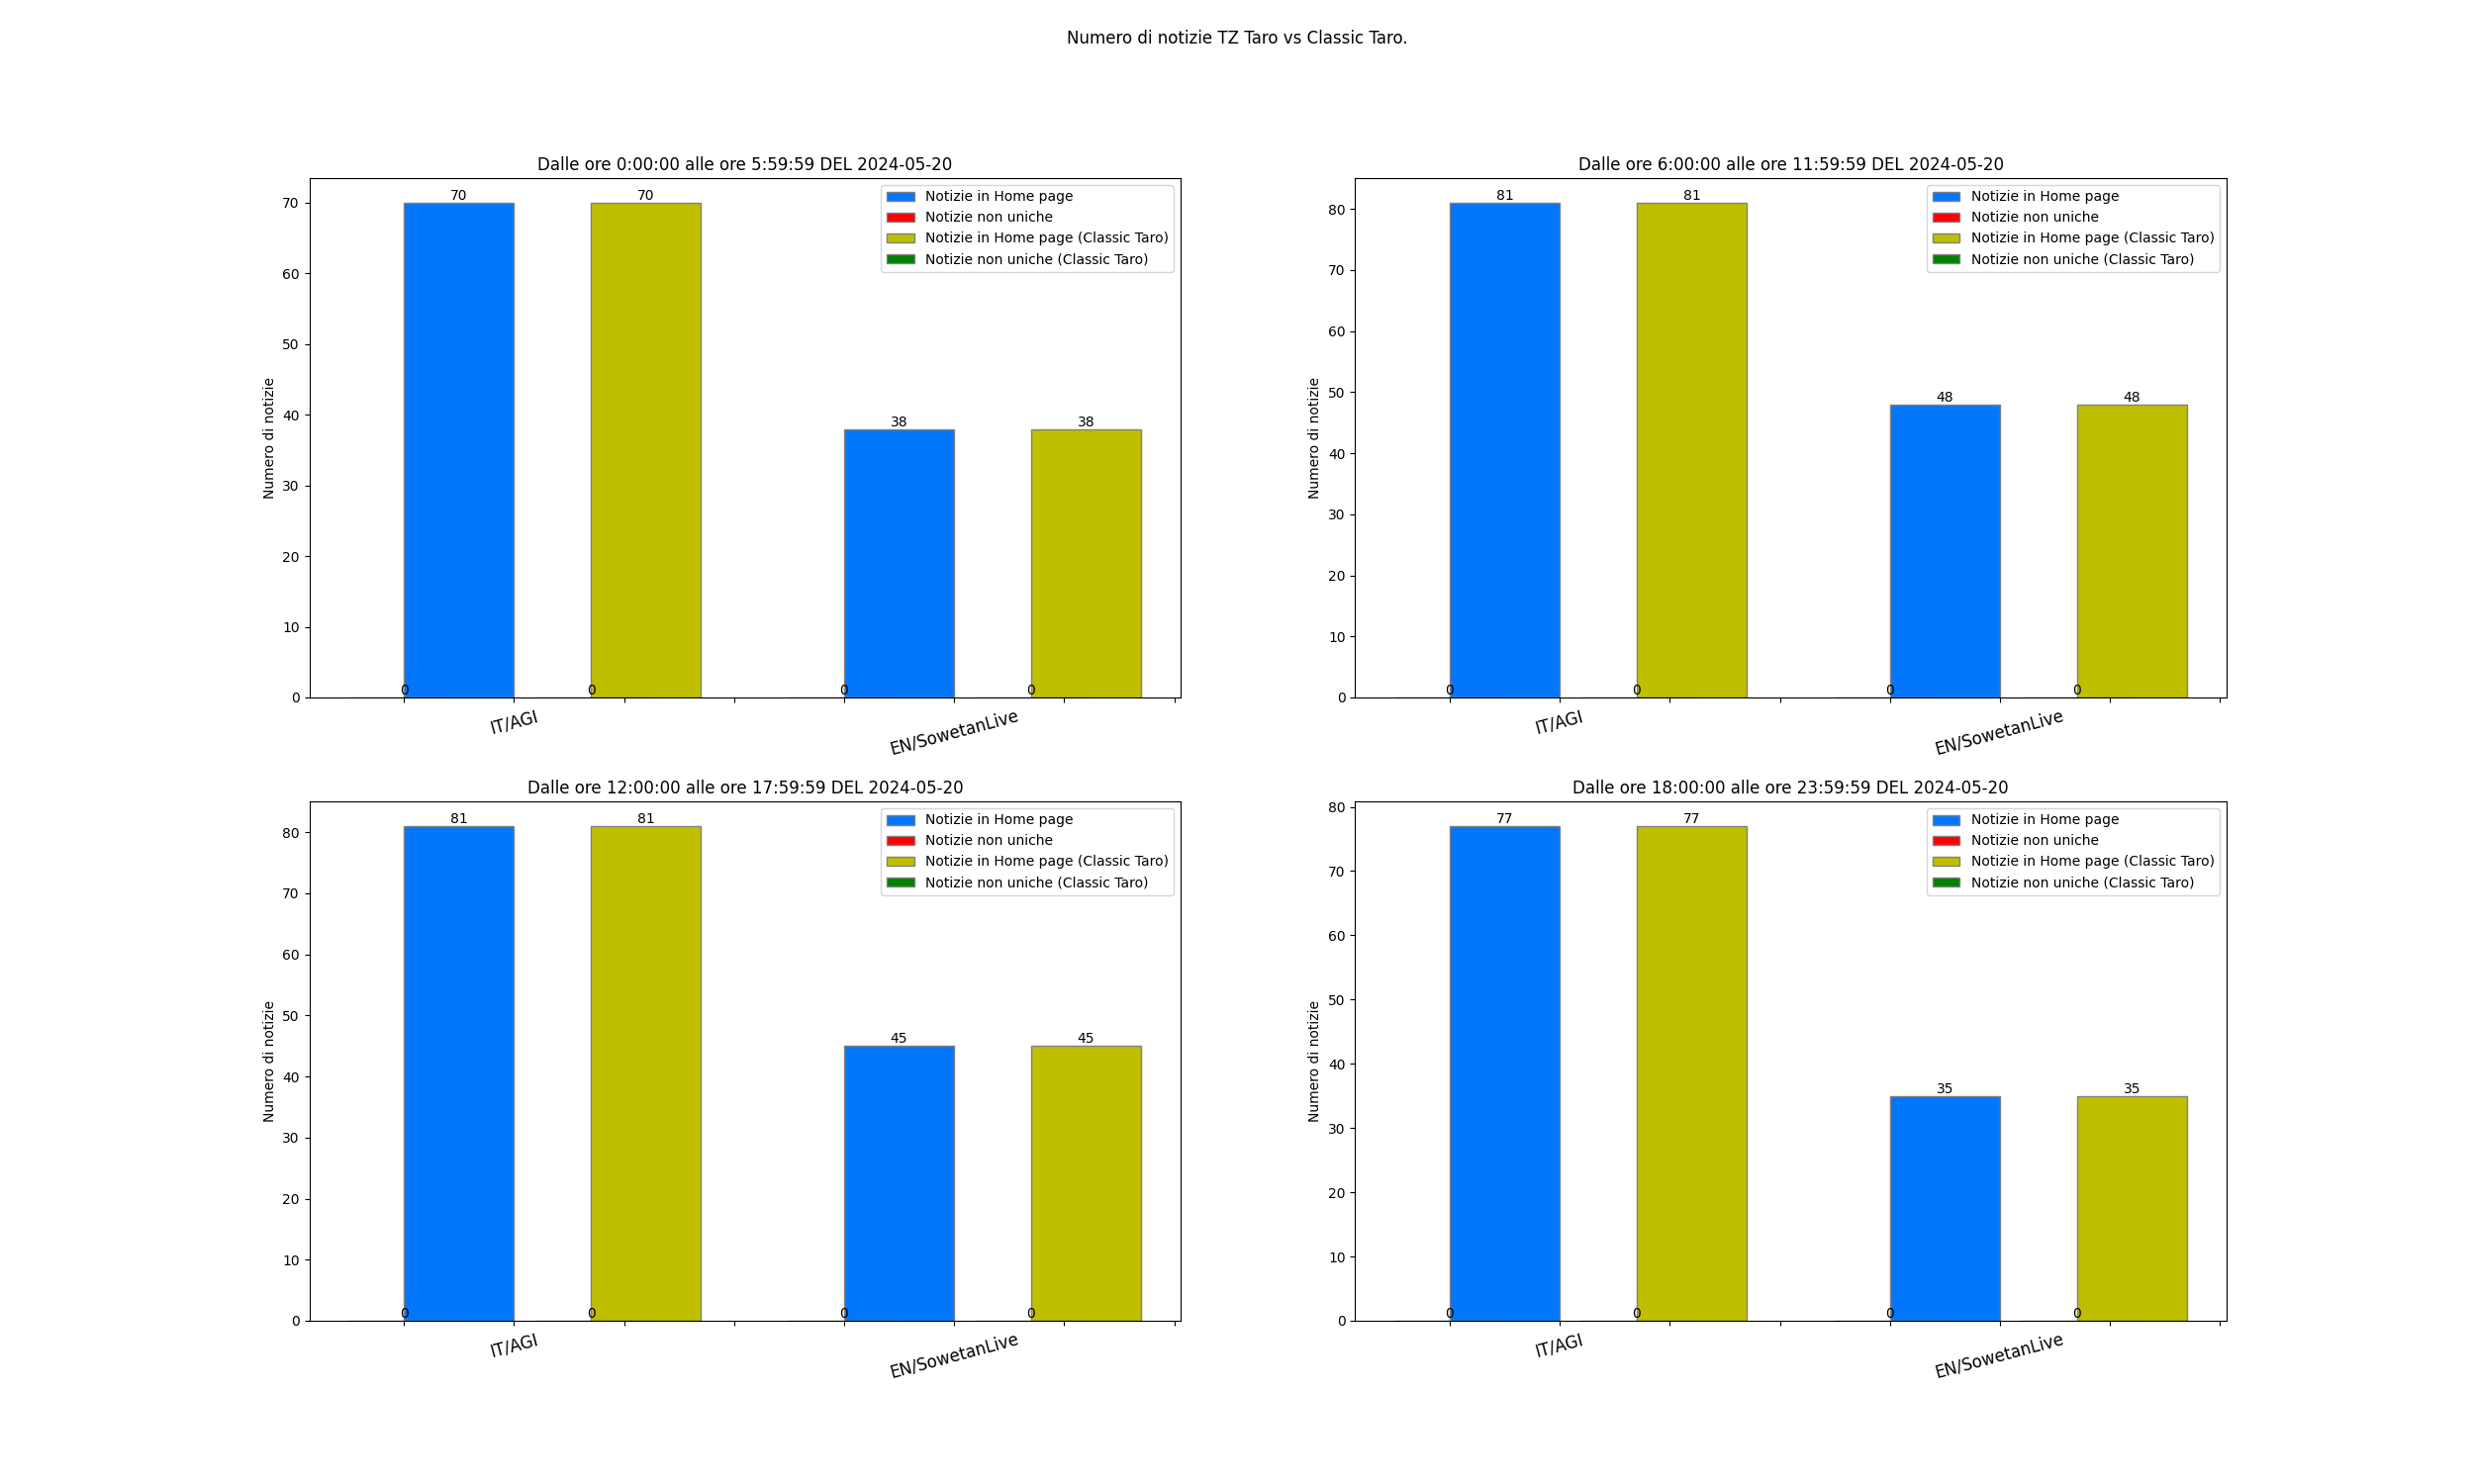 Numero di notizie TZ Taro vs Classic Taro.
Dalle ore 0:00:00 alle ore 5:59:59 DEL 2024-05-20
Numero di notizie
70
60
50
40
30
20
10
0
70
70
38
38
0
0
0
0
Notizie in Home page
Notizie non uniche
Notizie in Home page (Classic Taro)
Notizie non uniche (Classic Taro)
IT/AGI
EN/SowetanLive
Dalle ore 6:00:00 alle ore 11:59:59 DEL 2024-05-20
Numero di notizie
80
70
60
50
40
30
20
10
0
81
81
48
48
0
0
0
0
Notizie in Home page
Notizie non uniche
Notizie in Home page (Classic Taro)
Notizie non uniche (Classic Taro)
IT/AGI
EN/SowetanLive
Dalle ore 12:00:00 alle ore 17:59:59 DEL 2024-05-20
Numero di notizie
80
70
60
50
40
30
20
10
0
81
81
45
45
0
0
0
0
Notizie in Home page
Notizie non uniche
Notizie in Home page (Classic Taro)
Notizie non uniche (Classic Taro)
IT/AGI
EN/SowetanLive
Dalle ore 18:00:00 alle ore 23:59:59 DEL 2024-05-20
Numero di notizie
80
70
60
50
40
30
20
10
0
77
77
35
35
0
0
0
0
Notizie in Home page
Notizie non uniche
Notizie in Home page (Classic Taro)
Notizie non uniche (Classic Taro)
IT/AGI
EN/SowetanLive